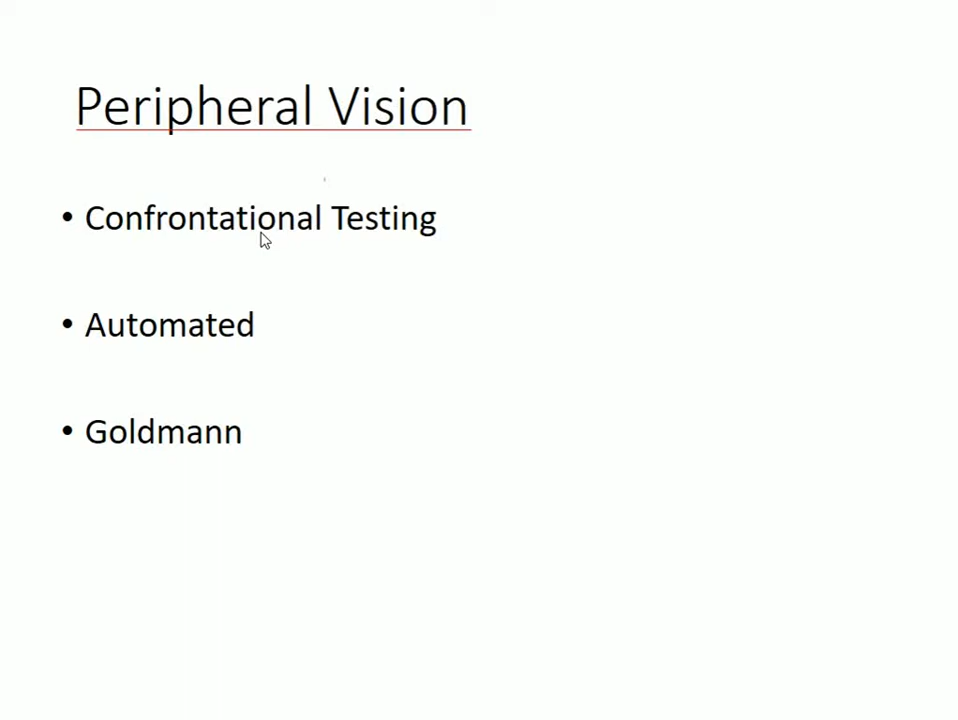 Peripheral Vision
• Confrontational Testing
• Automated
• Goldmann